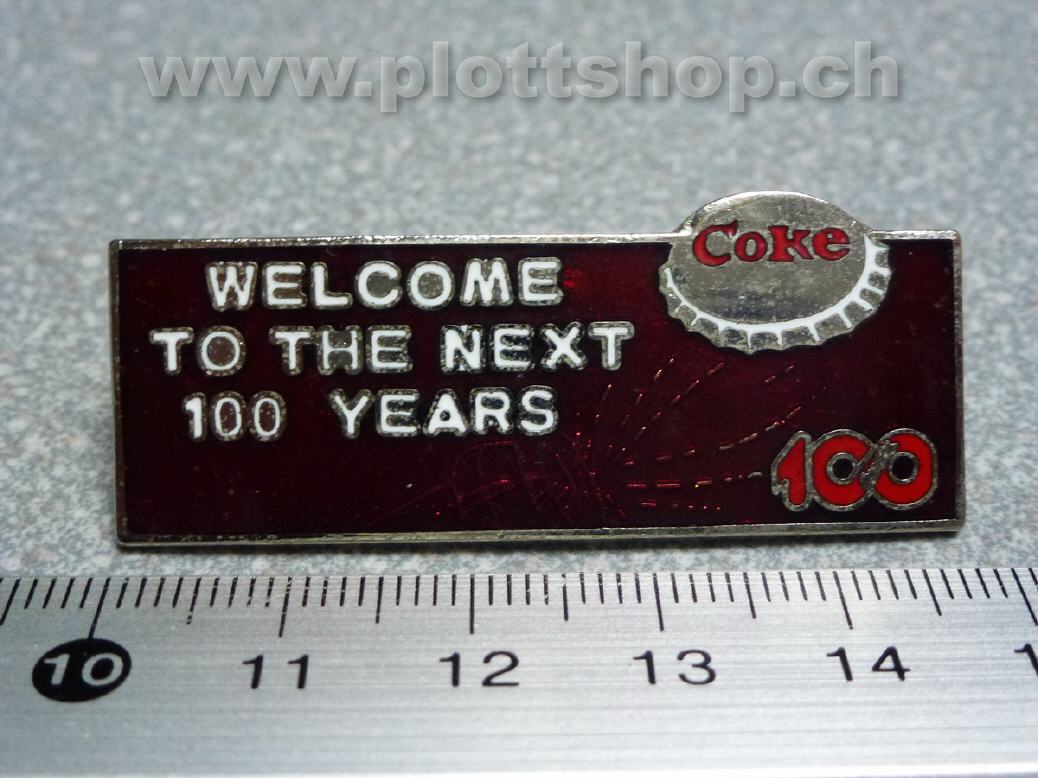 www.plottshop.ch
Coke
WELCOME
TO THE NEXT
100 YEARS
100
10 11 12 13 14